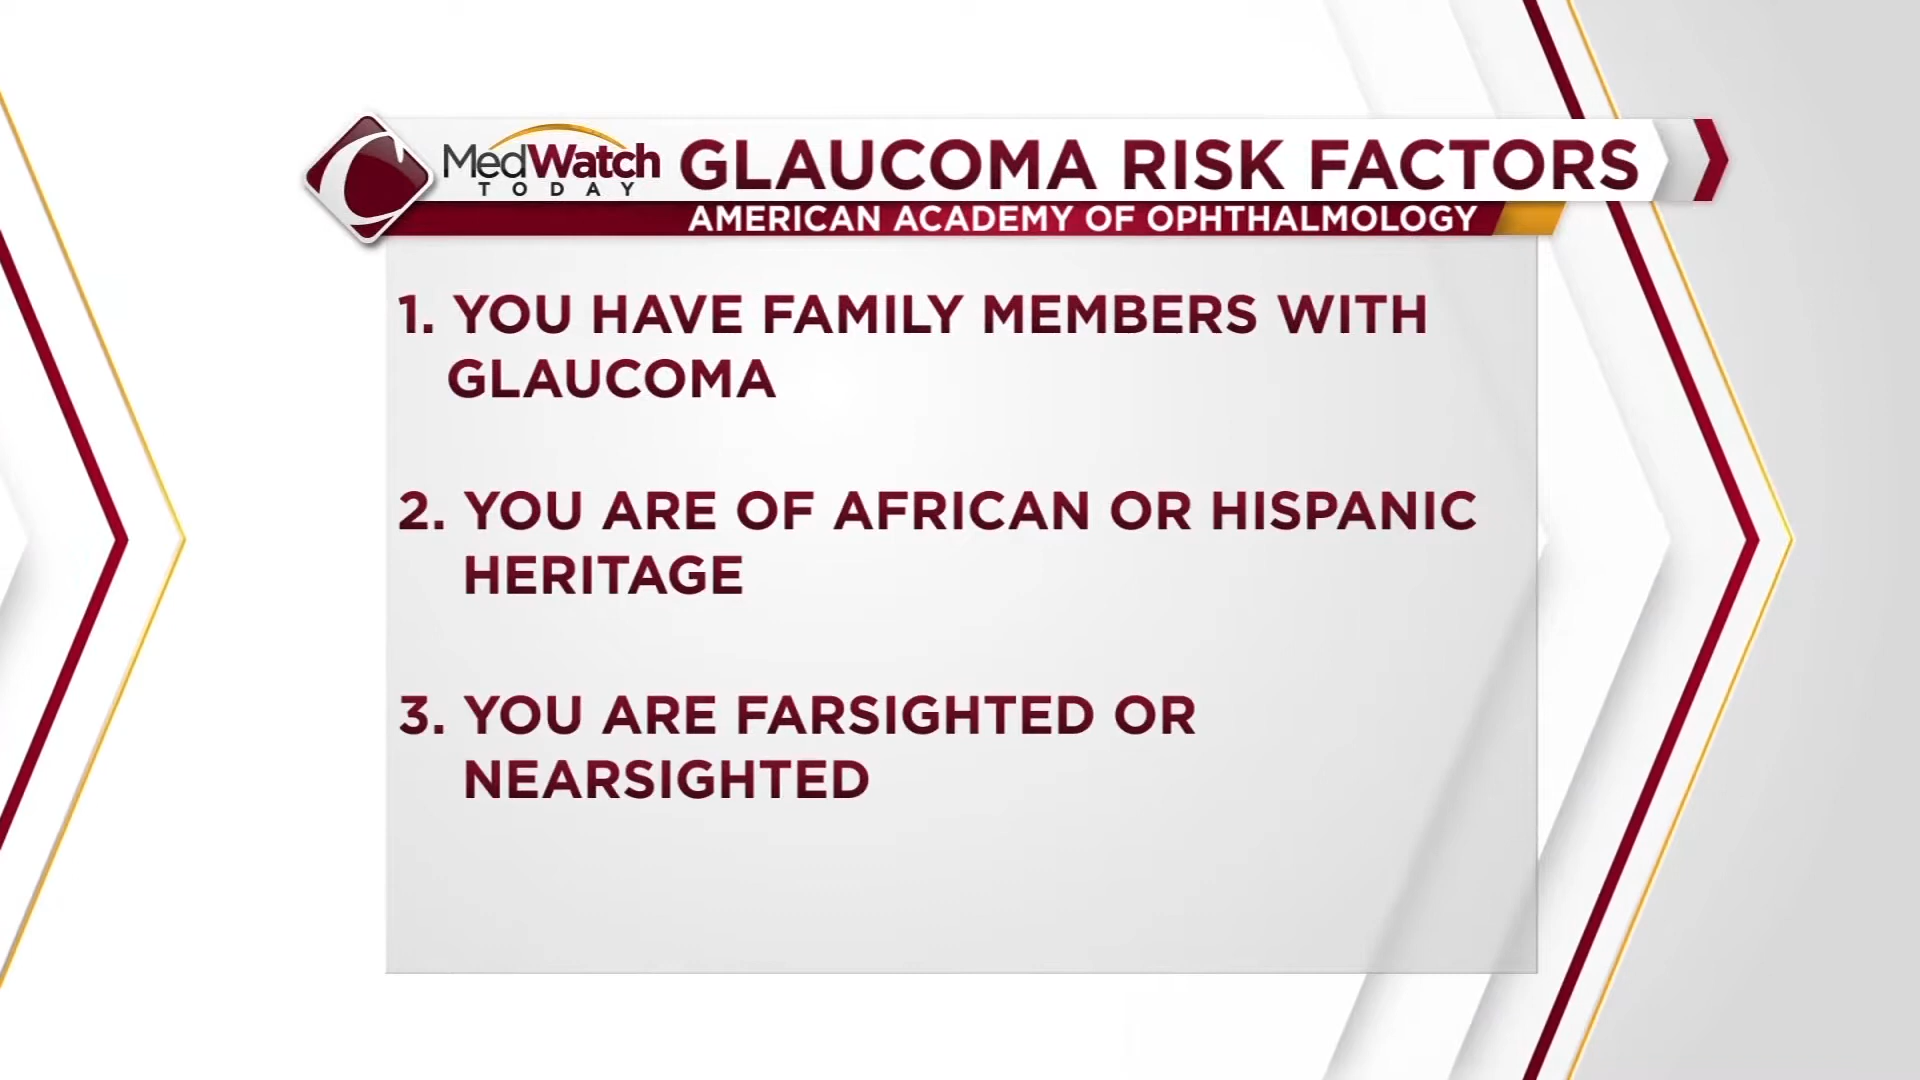 MedWatch
TODAY
GLAUCOMA RISK FACTORS
AMERICAN ACADEMY OF OPHTHALMOLOGY
1. YOU HAVE FAMILY MEMBERS WITH
GLAUCOMA
2. YOU ARE OF AFRICAN OR HISPANIC
HERITAGE
3. YOU ARE FARSIGHTED OR
NEARSIGHTED